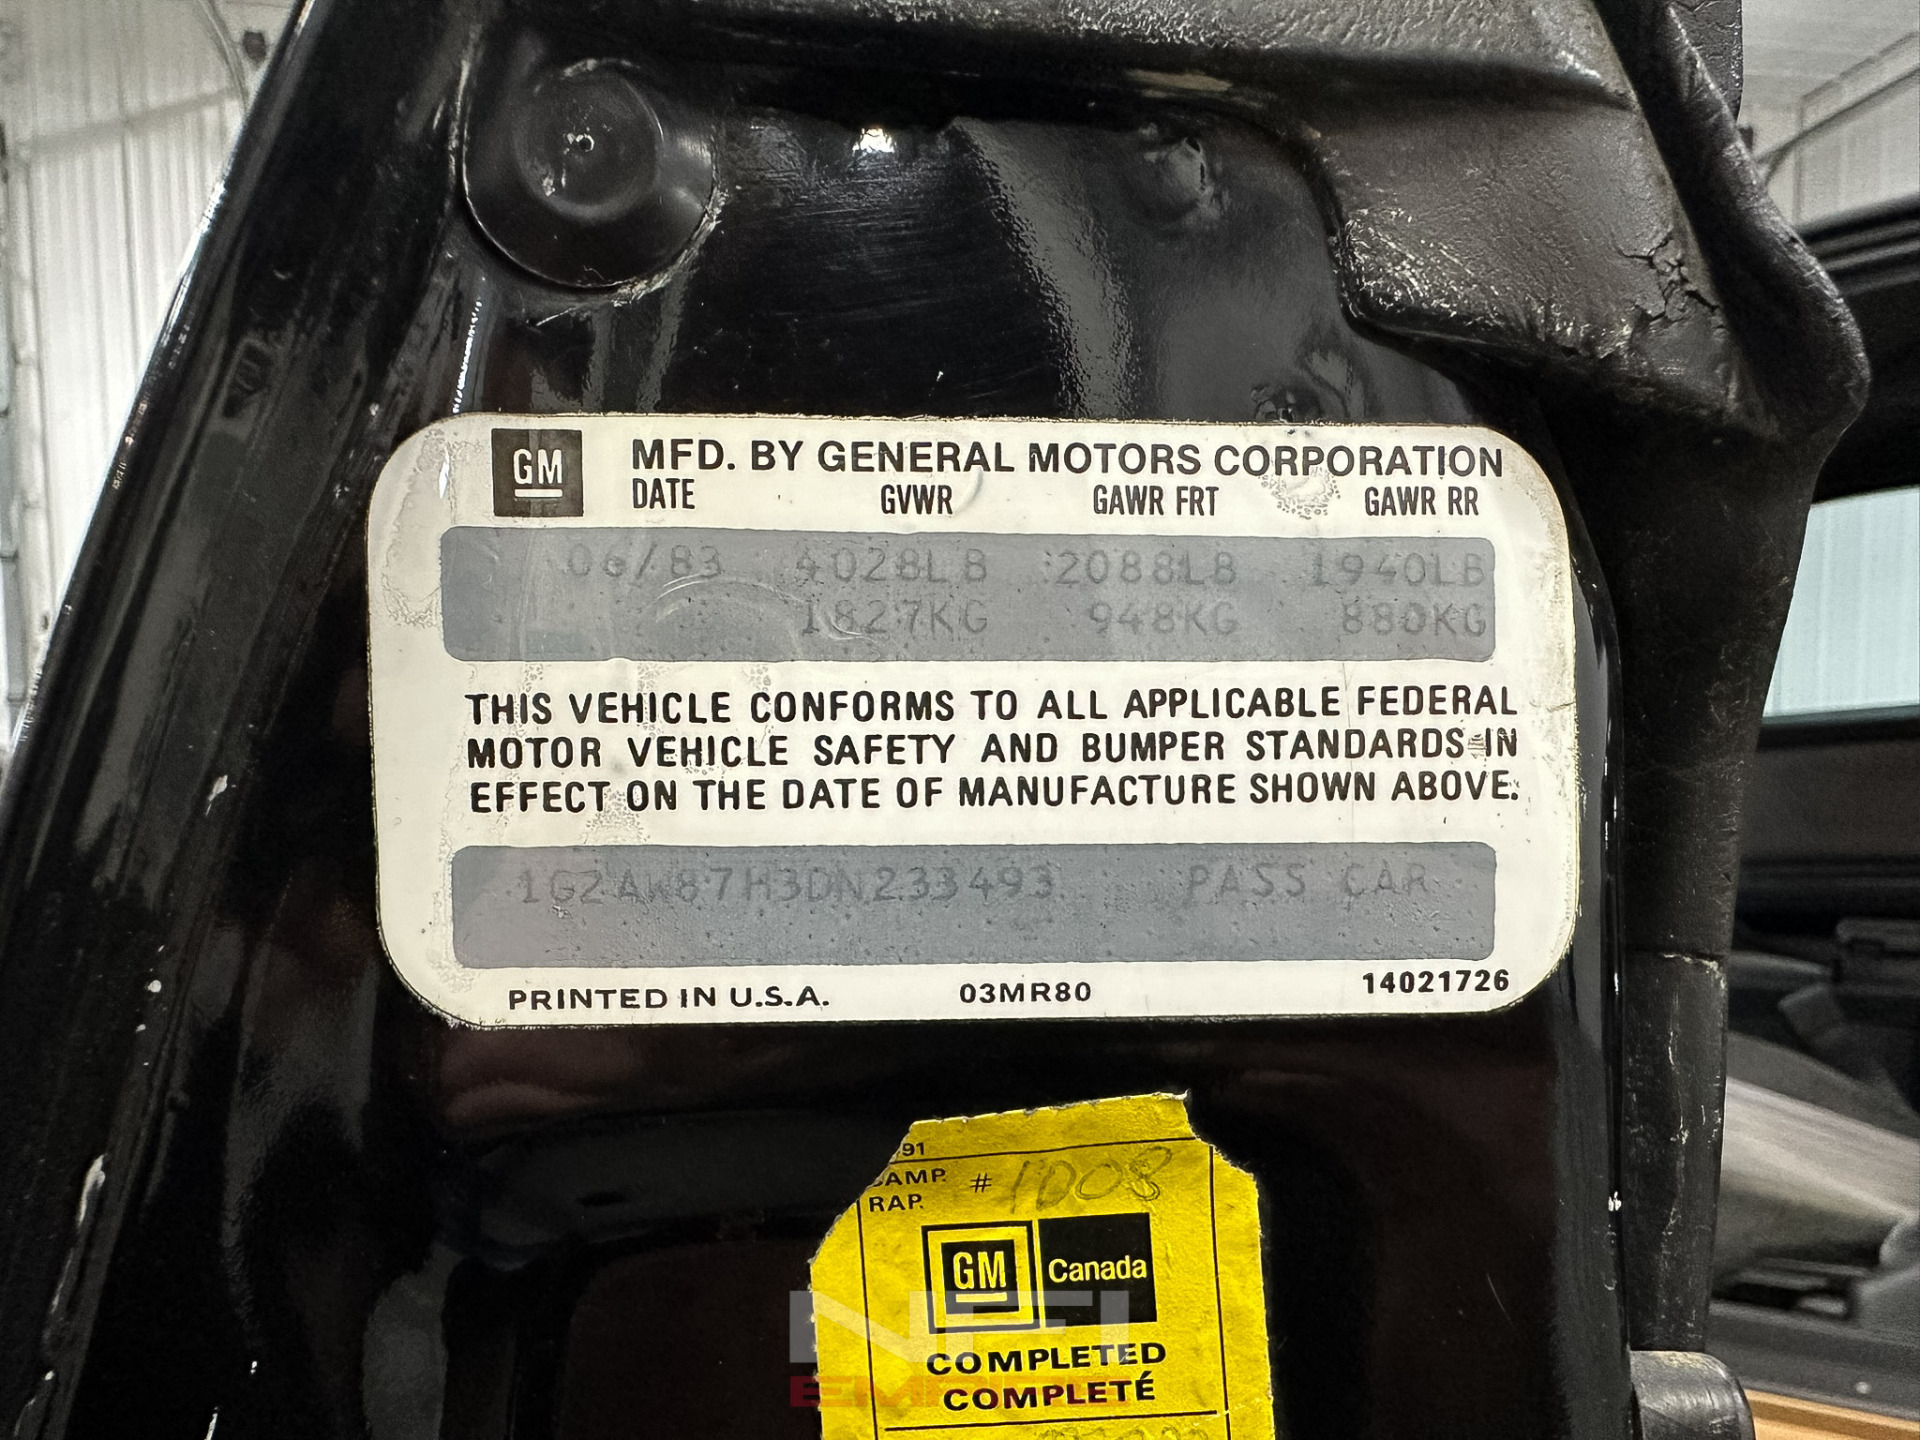 GM MFD. BY GENERAL MOTORS CORPORATION
DATE GVWR GAWR FRT GAWR RR
06/83 4028LB 2088LB 1940LB
1827KG 948KG 880KG
THIS VEHICLE CONFORMS TO ALL APPLICABLE FEDERAL
MOTOR VEHICLE SAFETY AND BUMPER STANDARDS IN
EFFECT ON THE DATE OF MANUFACTURE SHOWN ABOVE.
1G2AW87H3DN233493 PASS CAR
PRINTED IN U.S.A. 03MR80 14021726
91
CAMP. # 1008
RAP.
GM Canada
COMPLETED
COMPLETÉ